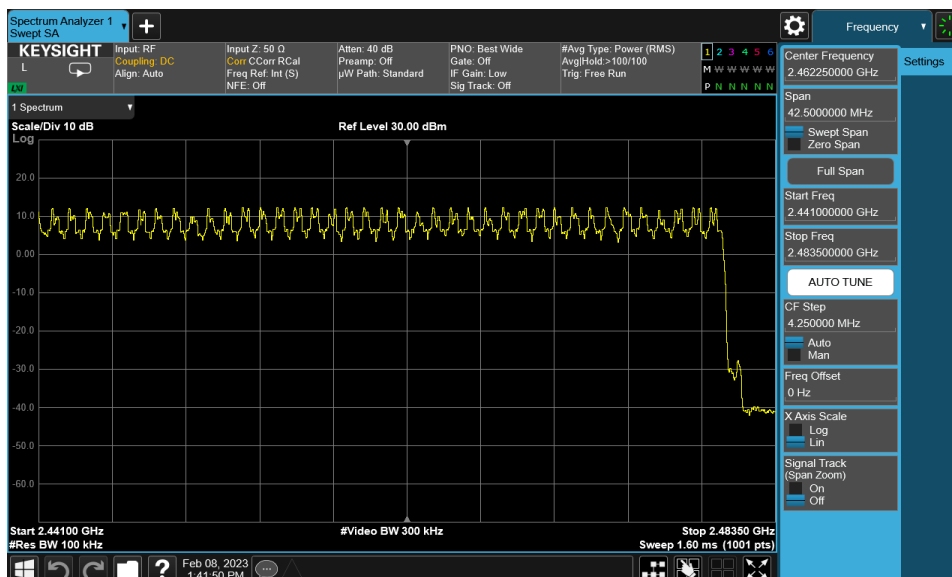 Spectrum Analyzer 1
Swept SA
+
Frequency
KEYSIGHT
L
LXI
Input: RF
Coupling: DC
Align: Auto
Input Z: 50 Ω
Corr CCorr RCal
Freq Ref: Int (S)
NFE: Off
Atten: 40 dB
Preamp: Off
µW Path: Standard
PNO: Best Wide
Gate: Off
IF Gain: Low
Sig Track: Off
#Avg Type: Power (RMS)
Avg|Hold:>100/100
Trig: Free Run
1 2 3 4 5 6
M W W W W W
P N N N N N
1 Spectrum
Scale/Div 10 dB
Ref Level 30.00 dBm
Log
20.0
10.0
0.00
-10.0
-20.0
-30.0
-40.0
-50.0
-60.0
Start 2.44100 GHz
#Video BW 300 kHz
Stop 2.48350 GHz
#Res BW 100 kHz
Sweep 1.60 ms (1001 pts)
Center Frequency
2.462250000 GHz
Settings
Span
42.5000000 MHz
Swept Span
Zero Span
Full Span
Start Freq
2.441000000 GHz
Stop Freq
2.483500000 GHz
AUTO TUNE
CF Step
4.250000 MHz
Auto
Man
Freq Offset
0 Hz
X Axis Scale
Log
Lin
Signal Track
(Span Zoom)
On
Off
?
Feb 08, 2023
1:41:50 PM